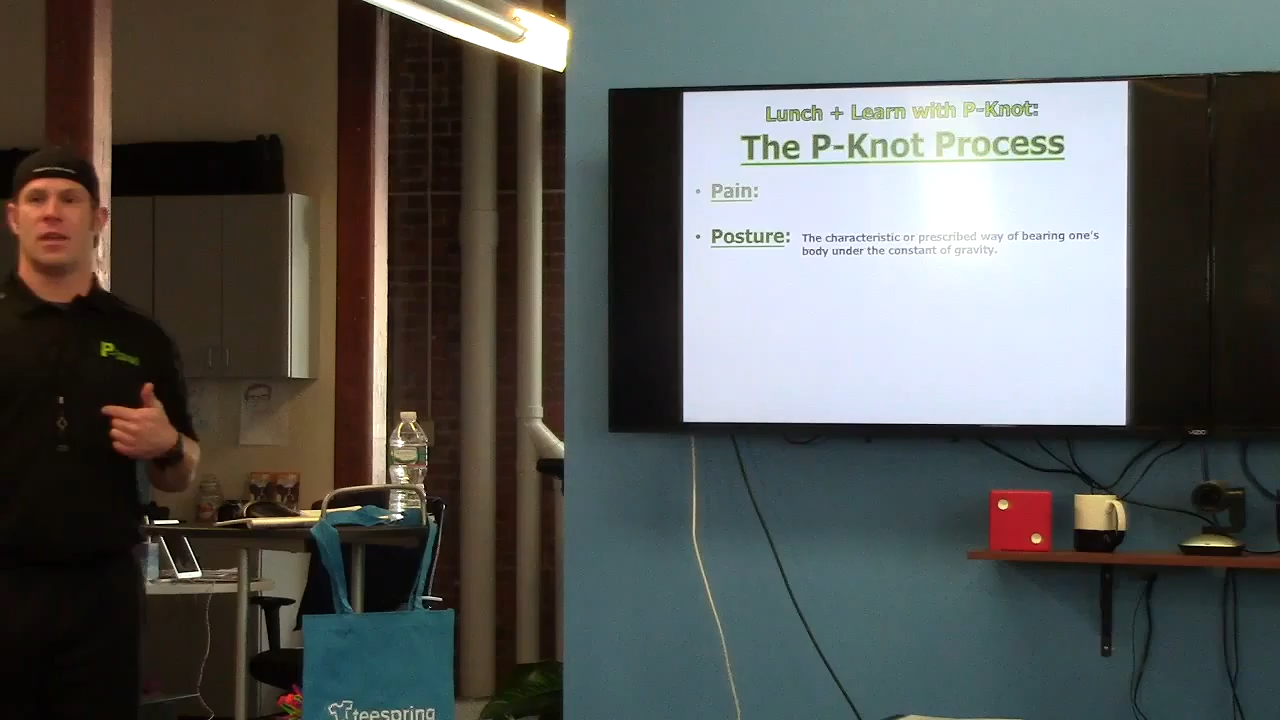 Lunch + Learn with P-Knot:
The P-Knot Process
• Pain:
• Posture: The characteristic or prescribed way of bearing one's
body under the constant of gravity.
VIZIO
teespring